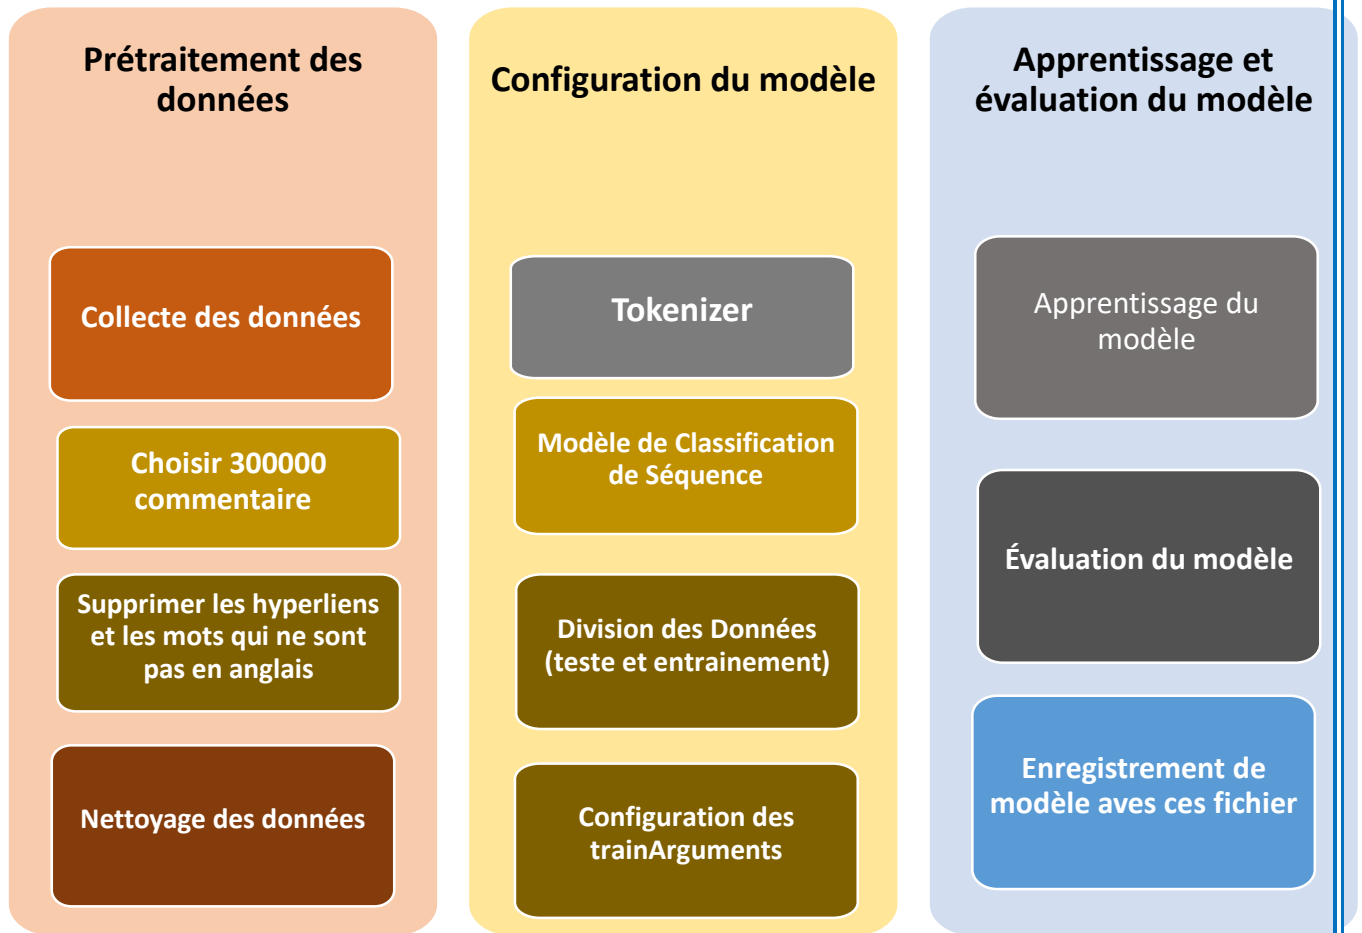 Prétraitement des
données
Collecte des données
Choisir 300000
commentaire
Supprimer les hyperliens
et les mots qui ne sont
pas en anglais
Nettoyage des données
Configuration du modèle
Tokenizer
Modèle de Classification
de Séquence
Division des Données
(teste et entrainement)
Configuration des
trainArguments
Apprentissage et
évaluation du modèle
Apprentissage du
modèle
Évaluation du modèle
Enregistrement de
modèle aves ces fichier